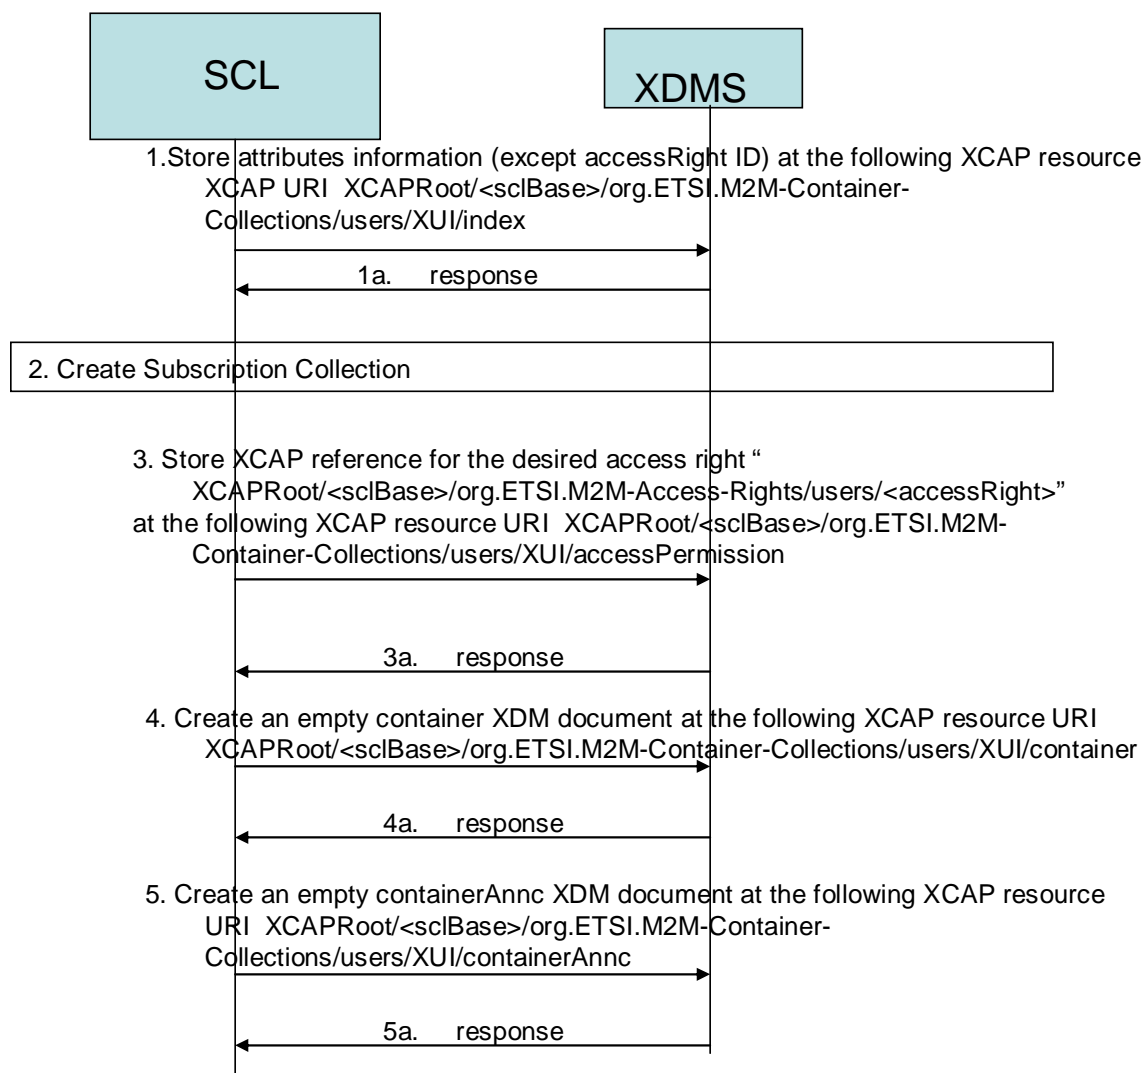 SCL
XDMS
1.Store attributes information (except accessRight ID) at the following XCAP resource
XCAP URI XCAPRoot/<sclBase>/org.ETSI.M2M-Container-
Collections/users/XUI/index
1a. response
2. Create Subscription Collection
3. Store XCAP reference for the desired access right “
XCAPRoot/<sclBase>/org.ETSI.M2M-Access-Rights/users/<accessRight>”
at the following XCAP resource URI XCAPRoot/<sclBase>/org.ETSI.M2M-
Container-Collections/users/XUI/accessPermission
3a. response
4. Create an empty container XDM document at the following XCAP resource URI
XCAPRoot/<sclBase>/org.ETSI.M2M-Container-Collections/users/XUI/container
4a. response
5. Create an empty containerAnnc XDM document at the following XCAP resource
URI XCAPRoot/<sclBase>/org.ETSI.M2M-Container-
Collections/users/XUI/containerAnnc
5a. response